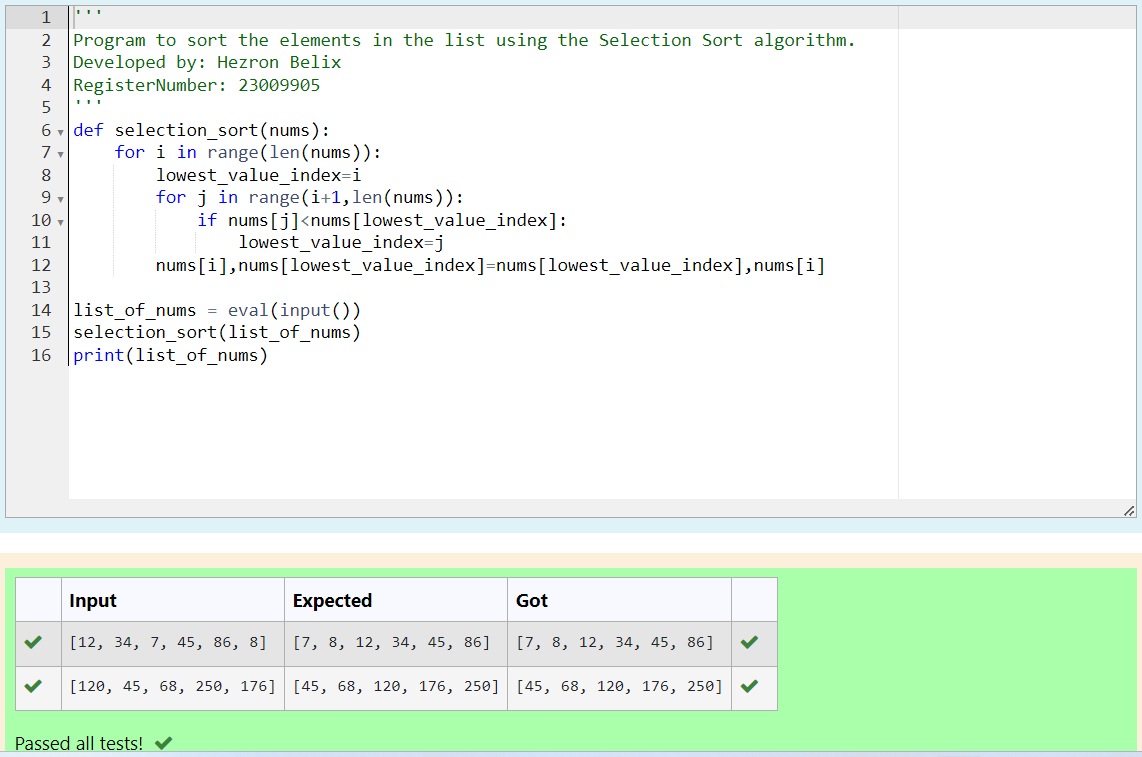 1 '''
2 Program to sort the elements in the list using the Selection Sort algorithm.
3 Developed by: Hezron Belix
4 RegisterNumber: 23009905
5 '''
6 def selection_sort(nums):
7     for i in range(len(nums)):
8         lowest_value_index=i
9         for j in range(i+1,len(nums)):
10             if nums[j]<nums[lowest_value_index]:
11                 lowest_value_index=j
12         nums[i],nums[lowest_value_index]=nums[lowest_value_index],nums[i]
13
14 list_of_nums = eval(input())
15 selection_sort(list_of_nums)
16 print(list_of_nums)
Input Expected Got
[12, 34, 7, 45, 86, 8] [7, 8, 12, 34, 45, 86] [7, 8, 12, 34, 45, 86]
[120, 45, 68, 250, 176] [45, 68, 120, 176, 250] [45, 68, 120, 176, 250]
Passed all tests!